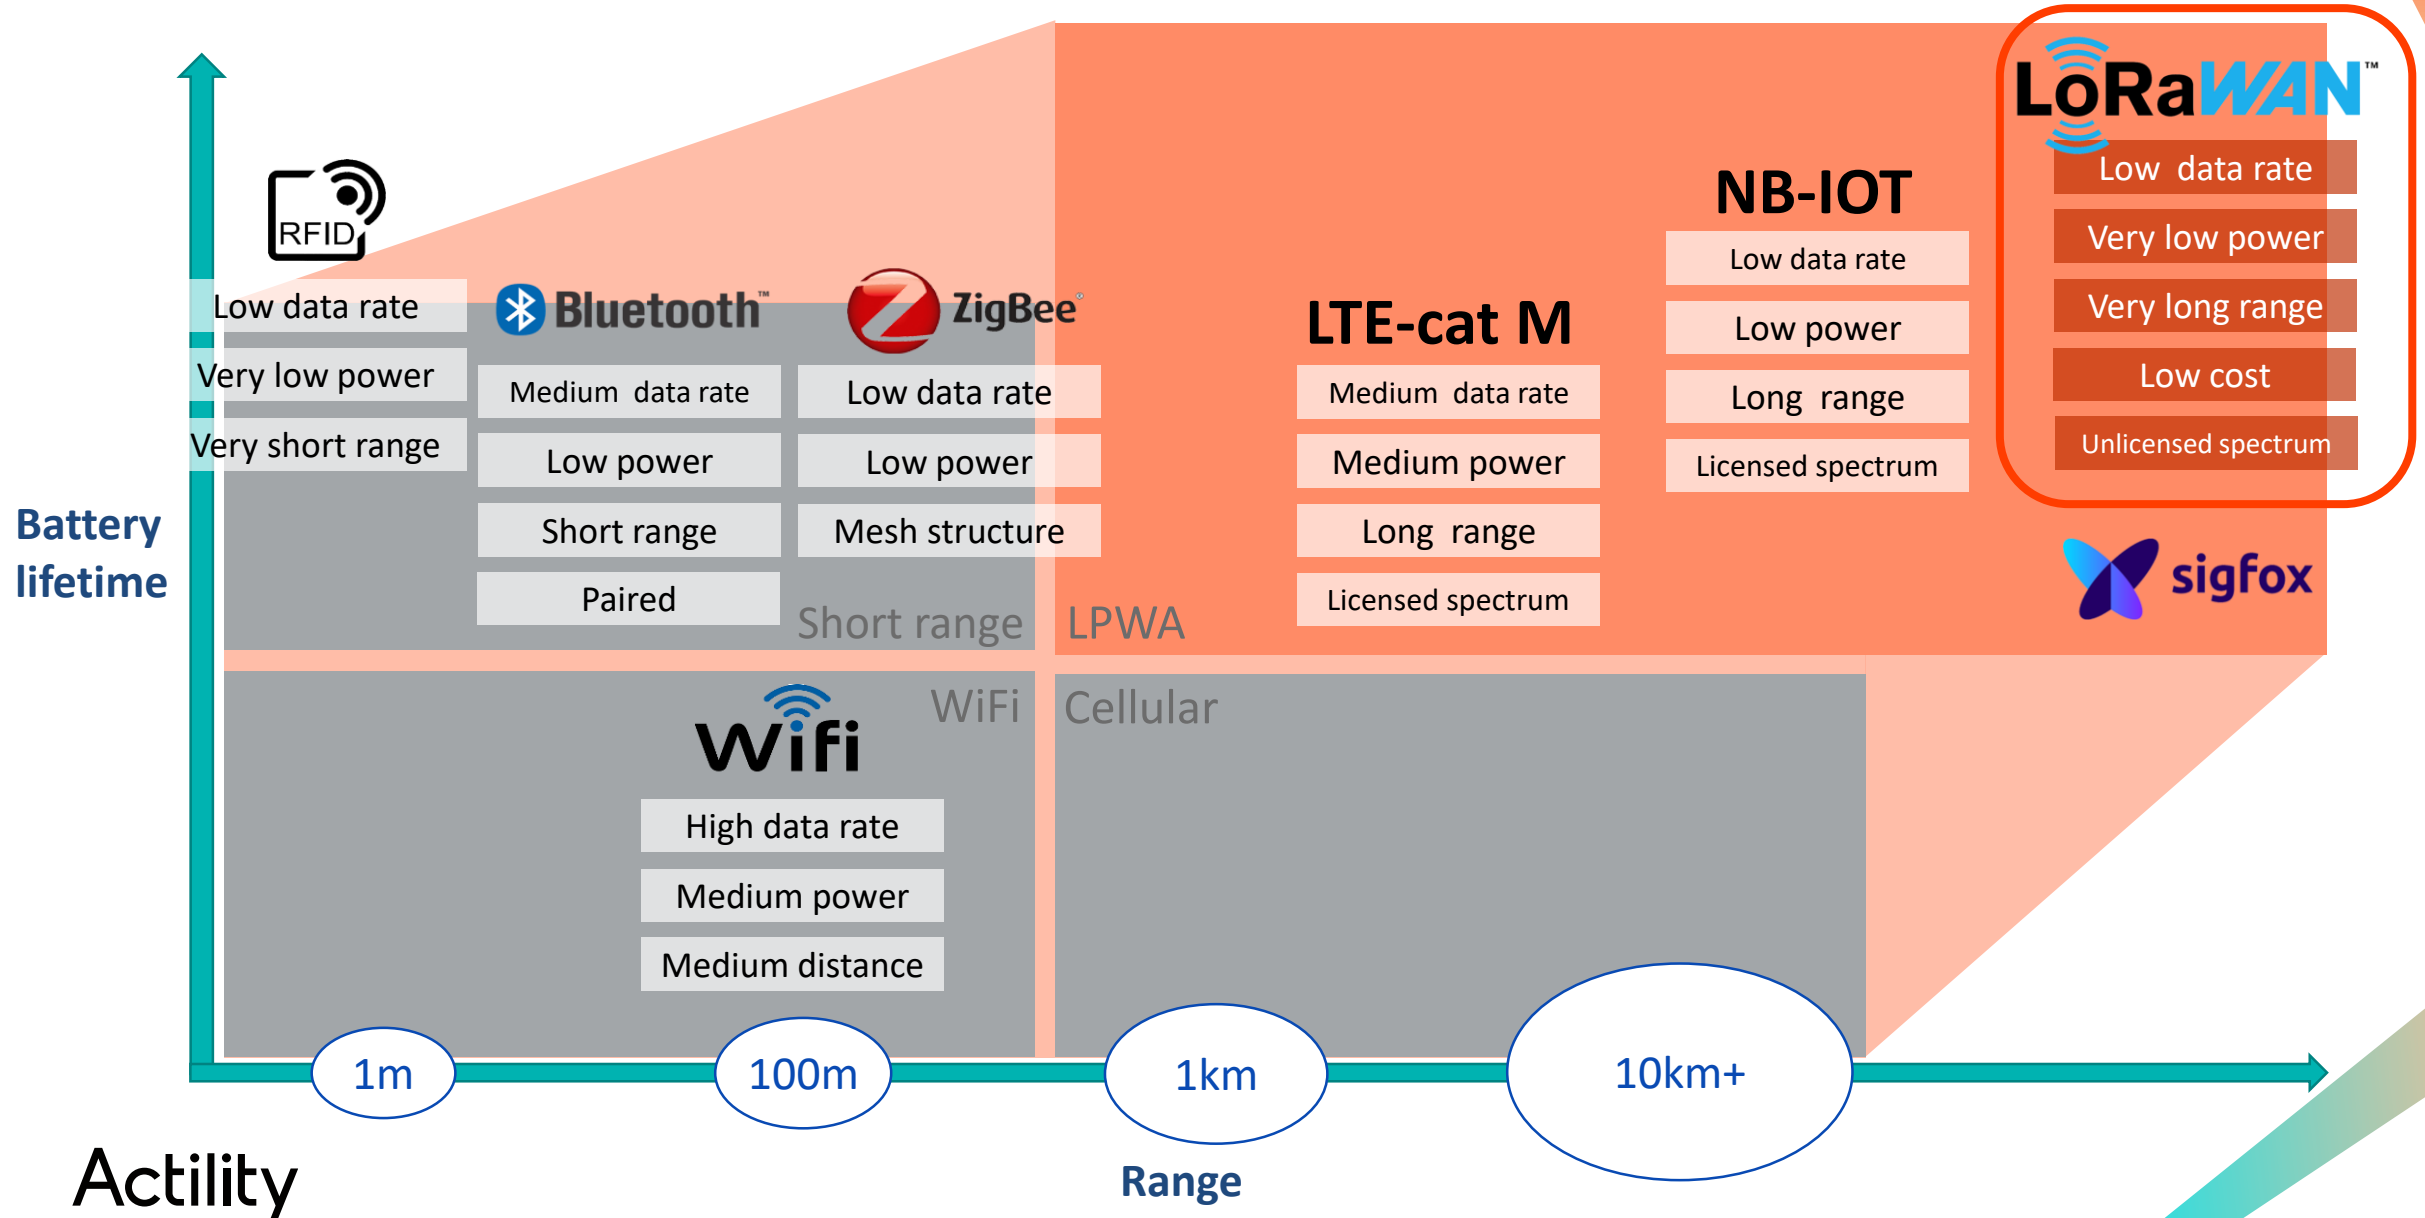 LoRaWAN™
Low data rate
Very low power
Very long range
Low cost
Unlicensed spectrum
NB-IOT
Low data rate
Low power
Long range
Licensed spectrum
RFID
Low data rate
Very low power
Very short range
Bluetooth™
Medium data rate
Low power
Short range
Paired
ZigBee®
Low data rate
Low power
Mesh structure
LTE-cat M
Medium data rate
Medium power
Long range
Licensed spectrum
sigfox
Battery
lifetime
Short range
LPWA
WiFi
Cellular
Wifi
High data rate
Medium power
Medium distance
1m
100m
1km
10km+
Range
Actility